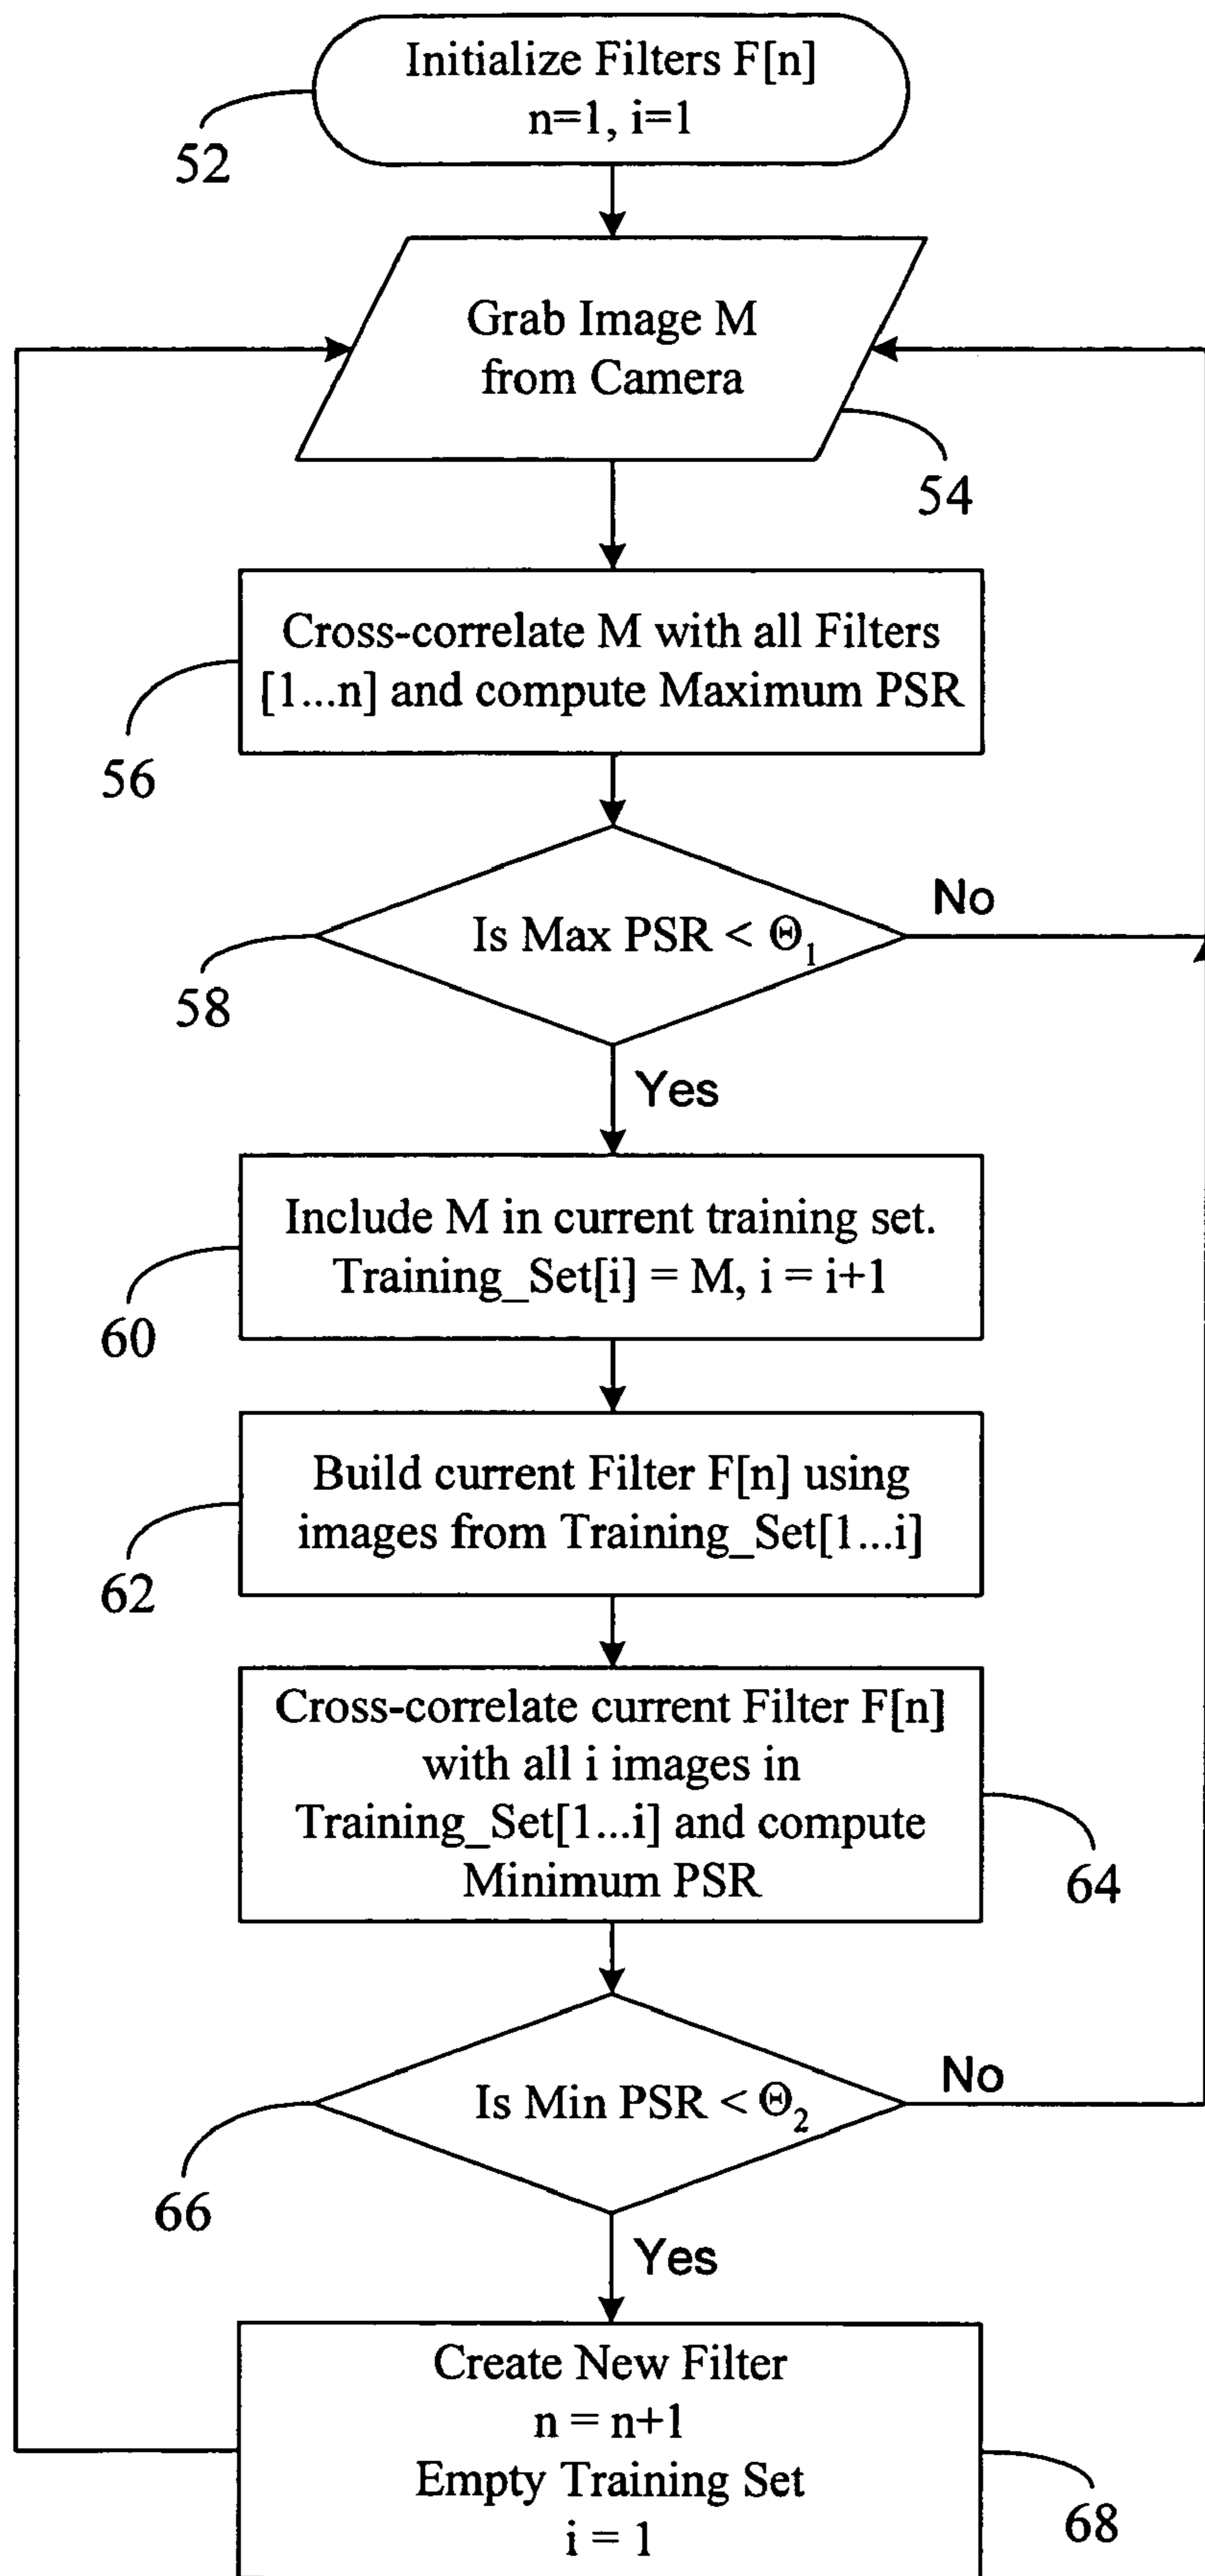 Initialize Filters F[n]
n=1, i=1
52
Grab Image M
from Camera
54
Cross-correlate M with all Filters
[1...n] and compute Maximum PSR
56
Is Max PSR < Θ₁
No
58
Yes
Include M in current training set.
Training_Set[i] = M, i = i+1
60
Build current Filter F[n] using
images from Training_Set[1...i]
62
Cross-correlate current Filter F[n]
with all i images in
Training_Set[1...i] and compute
Minimum PSR
64
Is Min PSR < Θ₂
No
66
Yes
Create New Filter
n = n+1
Empty Training Set
i = 1
68